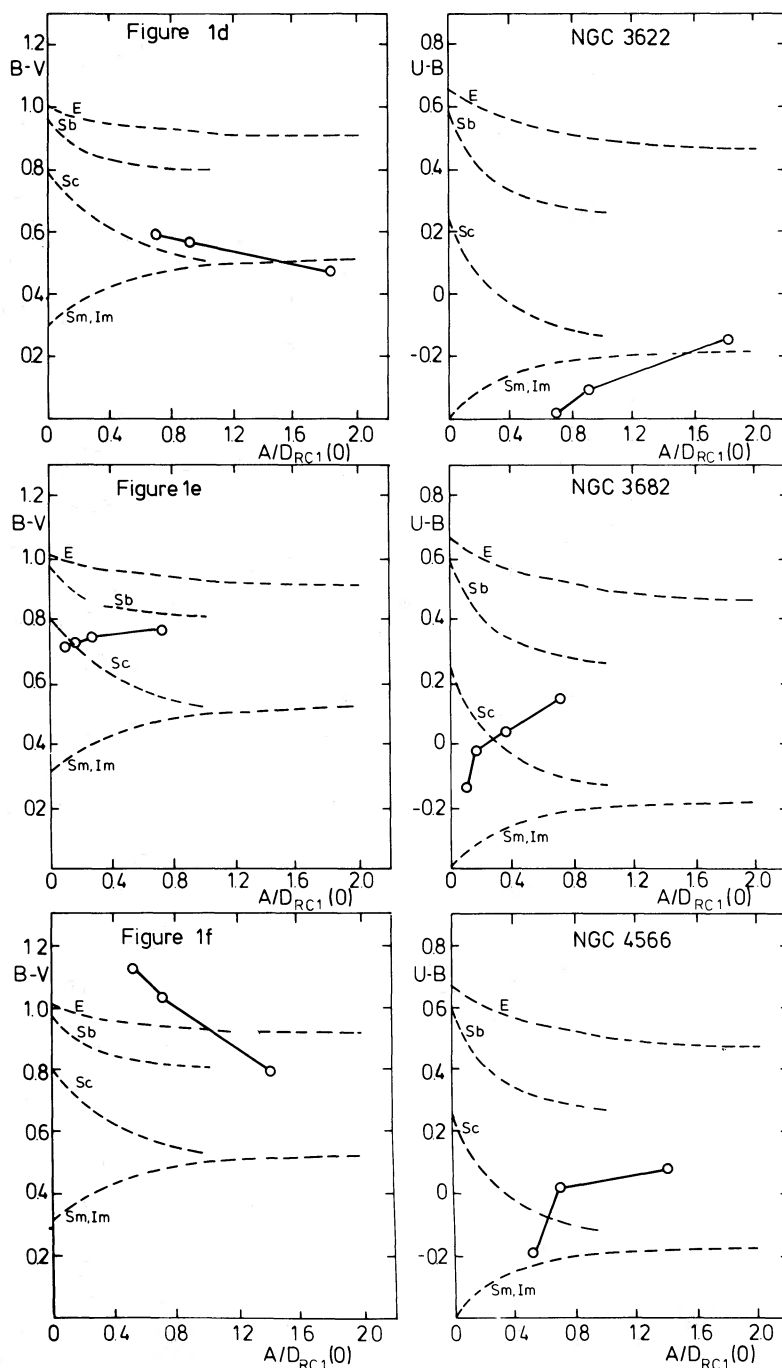 Figure 1d
B-V
1.2
1.0
0.8
0.6
0.4
0.2
E
Sb
Sc
Sm, Im
0 0.4 0.8 1.2 1.6 2.0
A/D_RC1(0)
NGC 3622
U-B
0.8
0.6
0.4
0.2
0
-0.2
E
Sb
Sc
Sm, Im
0 0.4 0.8 1.2 1.6 2.0
A/D_RC1(0)
Figure 1e
B-V
1.2
1.0
0.8
0.6
0.4
0.2
E
Sb
Sc
Sm, Im
0 0.4 0.8 1.2 1.6 2.0
A/D_RC1(0)
NGC 3682
U-B
0.8
0.6
0.4
0.2
0
-0.2
E
Sb
Sc
Sm, Im
0 0.4 0.8 1.2 1.6 2.0
A/D_RC1(0)
Figure 1f
B-V
1.2
1.0
0.8
0.6
0.4
0.2
E
Sb
Sc
Sm, Im
0 0.4 0.8 1.2 1.6 2.0
A/D_RC1(0)
NGC 4566
U-B
0.8
0.6
0.4
0.2
0
-0.2
E
Sb
Sc
Sm, Im
0 0.4 0.8 1.2 1.6 2.0
A/D_RC1(0)